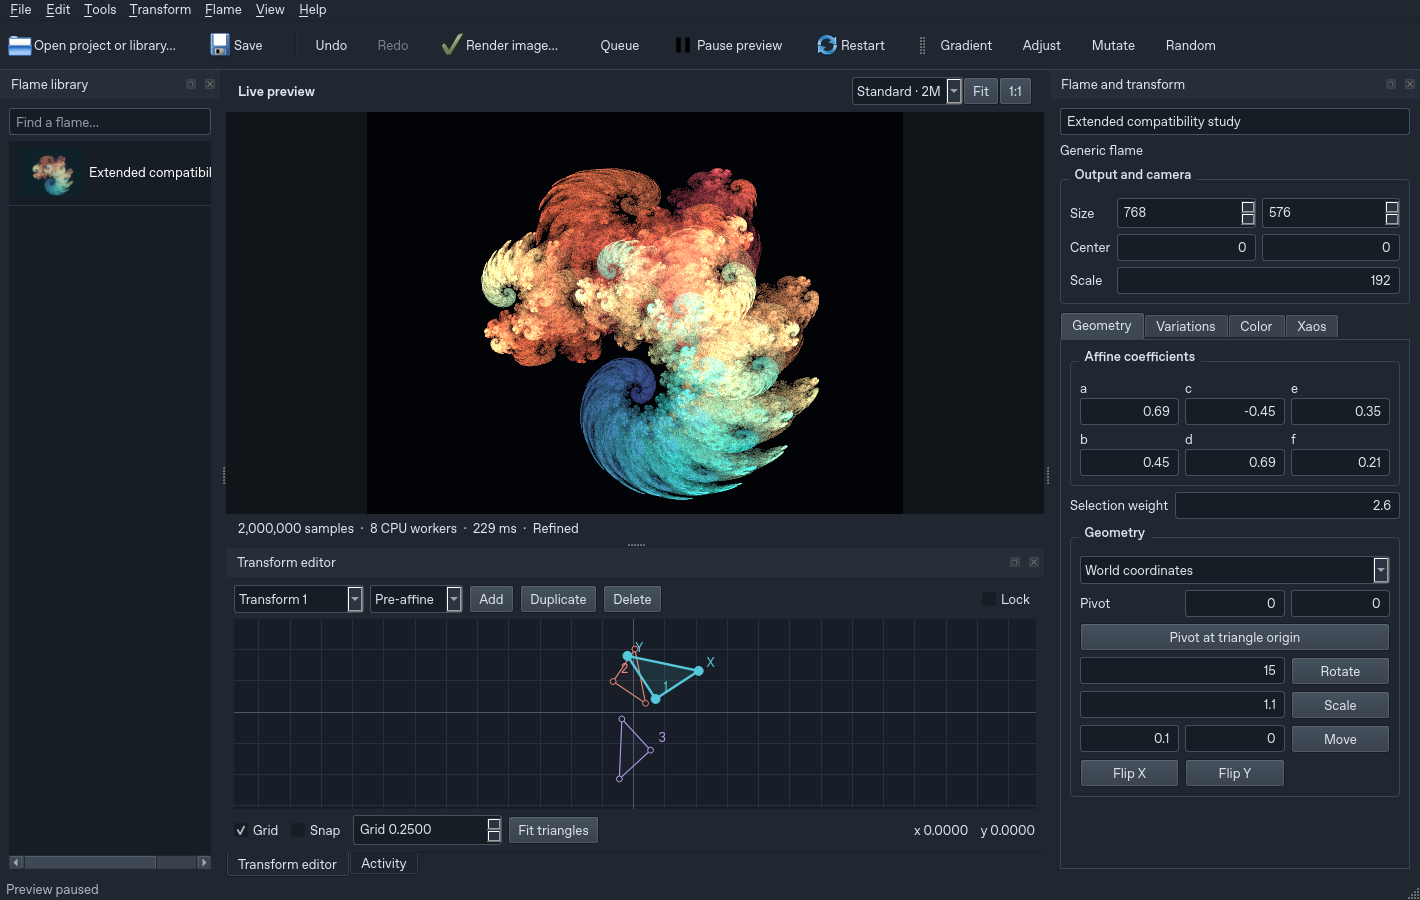 File Edit Tools Transform Flame View Help
Open project or library... Save Undo Redo Render image... Queue Pause preview Restart Gradient Adjust Mutate Random
Flame library
Find a flame...
Extended compatibil
Live preview Standard · 2M Fit 1:1
2,000,000 samples · 8 CPU workers · 229 ms · Refined
Transform editor
Transform 1 Pre-affine Add Duplicate Delete Lock
Y
X
2
1
3
Grid Snap Grid 0.2500 Fit triangles x 0.0000 y 0.0000
Transform editor Activity
Flame and transform
Extended compatibility study
Generic flame
Output and camera
Size 768 576
Center 0 0
Scale 192
Geometry Variations Color Xaos
Affine coefficients
a c e
0.69 -0.45 0.35
b d f
0.45 0.69 0.21
Selection weight 2.6
Geometry
World coordinates
Pivot 0 0
Pivot at triangle origin
15 Rotate
1.1 Scale
0.1 0 Move
Flip X Flip Y
Preview paused